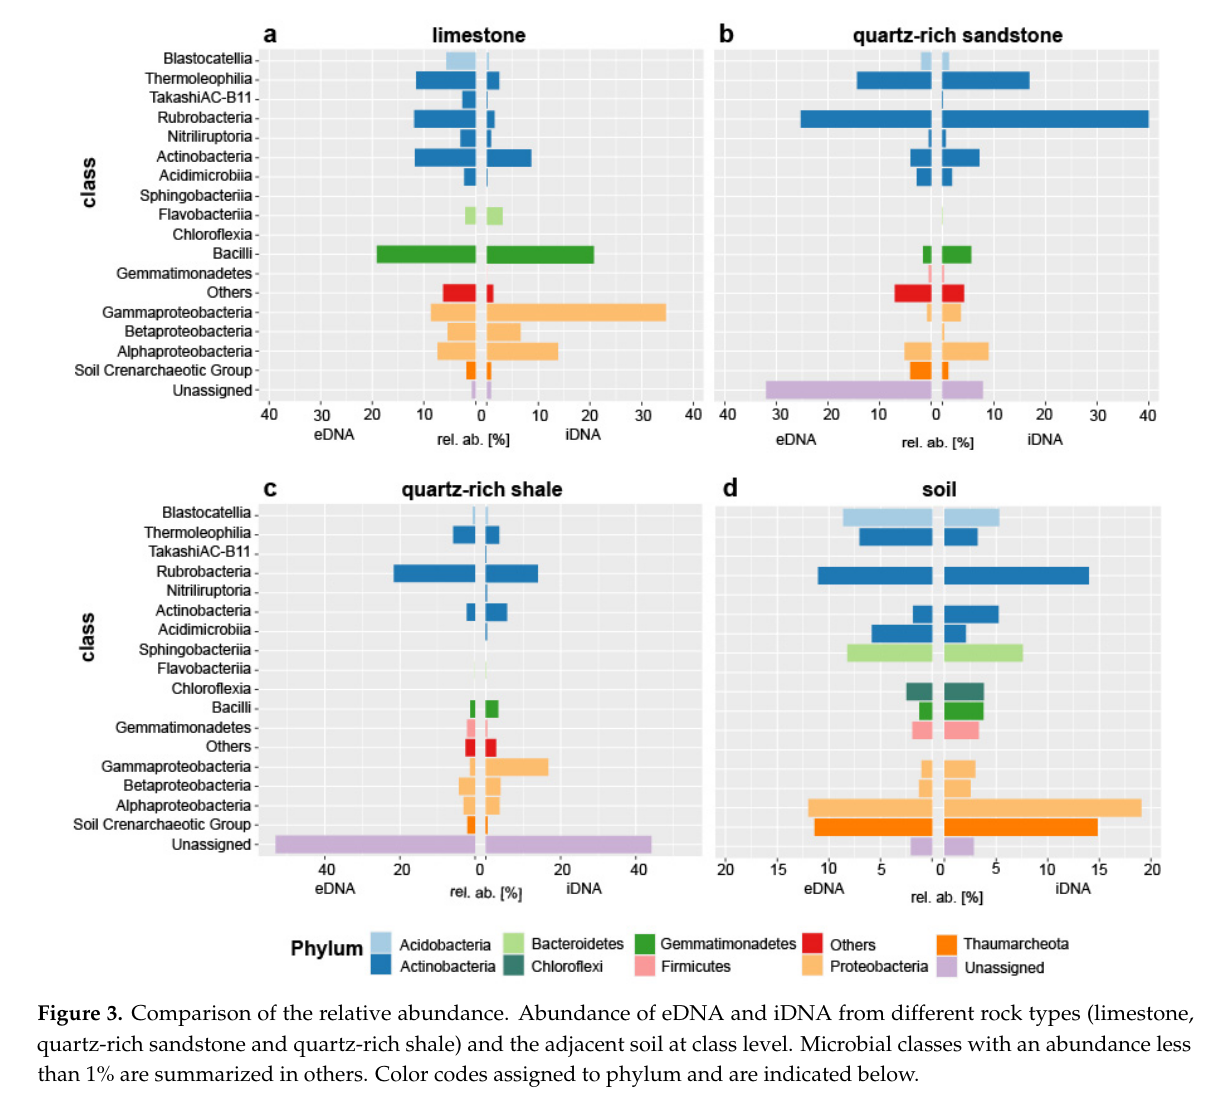 a limestone
b quartz-rich sandstone
class
Blastocatellia
Thermoleophilia
TakashiAC-B11
Rubrobacteria
Nitriliruptoria
Actinobacteria
Acidimicrobiia
Sphingobacteriia
Flavobacteriia
Chloroflexia
Bacilli
Gemmatimonadetes
Others
Gammaproteobacteria
Betaproteobacteria
Alphaproteobacteria
Soil Crenarchaeotic Group
Unassigned
40 30 20 10 0 10 20 30 40
eDNA rel. ab. [%] iDNA
40 30 20 10 0 10 20 30 40
eDNA rel. ab. [%] iDNA
c quartz-rich shale
d soil
class
Blastocatellia
Thermoleophilia
TakashiAC-B11
Rubrobacteria
Nitriliruptoria
Actinobacteria
Acidimicrobiia
Sphingobacteriia
Flavobacteriia
Chloroflexia
Bacilli
Gemmatimonadetes
Others
Gammaproteobacteria
Betaproteobacteria
Alphaproteobacteria
Soil Crenarchaeotic Group
Unassigned
40 20 0 20 40
eDNA rel. ab. [%] iDNA
20 15 10 5 0 5 10 15 20
eDNA rel. ab. [%] iDNA
Phylum
Acidobacteria Bacteroidetes Gemmatimonadetes Others Thaumarcheota
Actinobacteria Chloroflexi Firmicutes Proteobacteria Unassigned
Figure 3. Comparison of the relative abundance. Abundance of eDNA and iDNA from different rock types (limestone,
quartz-rich sandstone and quartz-rich shale) and the adjacent soil at class level. Microbial classes with an abundance less
than 1% are summarized in others. Color codes assigned to phylum and are indicated below.